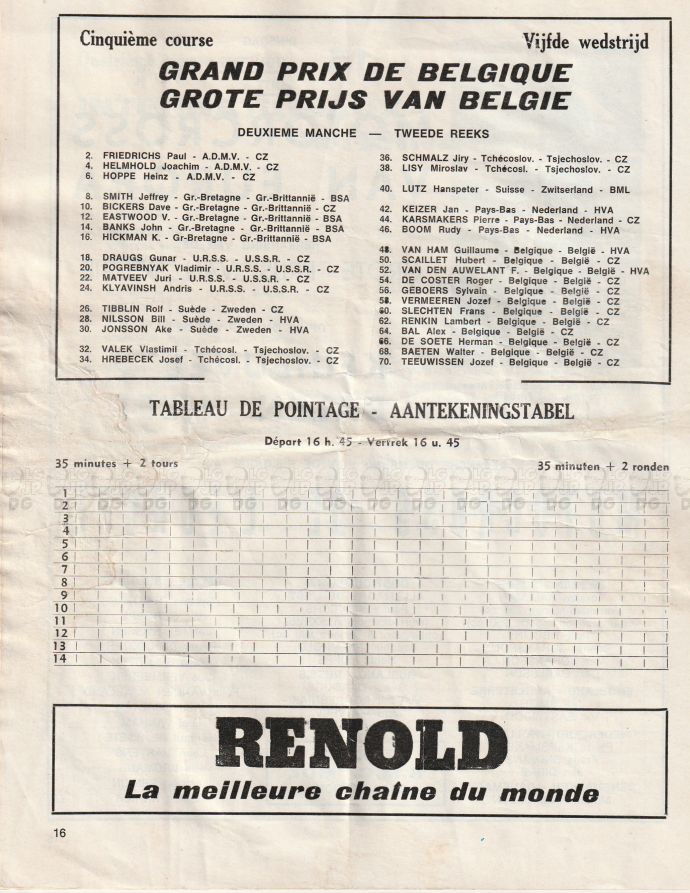 Cinquième course
Vijfde wedstrijd
GRAND PRIX DE BELGIQUE
GROTE PRIJS VAN BELGIE
DEUXIEME MANCHE — TWEEDE REEKS
2. FRIEDRICHS Paul - A.D.M.V. - CZ
4. HELMHOLD Joachim - A.D.M.V. - CZ
6. HOPPE Heinz - A.D.M.V. - CZ
8. SMITH Jeffrey - Gr.-Bretagne - Gr.-Brittannië - BSA
10. BICKERS Dave - Gr.-Bretagne - Gr.-Brittannië - CZ
12. EASTWOOD V. - Gr.-Bretagne - Gr.-Brittannië - BSA
14. BANKS John - Gr.-Bretagne - Gr.-Brittannië - BSA
16. HICKMAN K. - Gr-Bretagne - Gr.-Brittannië - BSA
18. DRAUGS Gunar - U.R.S.S. - U.S.S.R. - CZ
20. POGREBNYAK Vladimir - U.R.S.S. - U.S.S.R. - CZ
22. MATVEEV Juri - U.R.S.S. - U.S.S.R. - CZ
24. KLYAVINSH Andris - U.R.S.S. - U.S.S.R. - CZ
26. TIBBLIN Rolf - Suède - Zweden - CZ
28. NILSSON Bill - Suède - Zweden - HVA
30. JONSSON Ake - Suède - Zweden - HVA
32. VALEK Vlastimil - Tchécosl. - Tsjechoslov. - CZ
34. HREBECEK Josef - Tchécosl. - Tsjechoslov. - CZ
36. SCHMALZ Jiry - Tchécoslov. - Tsjechoslov. - CZ
38. LISY Miroslav - Tchécosl. - Tsjechoslov. - CZ
40. LUTZ Hanspeter - Suisse - Zwitserland - BML
42. KEIZER Jan - Pays-Bas - Nederland - HVA
44. KARSMAKERS Pierre - Pays-Bas - Nederland - CZ
46. BOOM Rudy - Pays-Bas - Nederland - HVA
48. VAN HAM Guillaume - Belgique - België - HVA
50. SCAILLET Hubert - Belgique - België - CZ
52. VAN DEN AUWELANT F. - Belgique - België - HVA
54. DE COSTER Roger - Belgique - België - CZ
56. GEBOERS Sylvain - Belgique - België - CZ
58. VERMEEREN Jozef - Belgique - België - CZ
60. SLECHTEN Frans - Belgique - België - CZ
62. RENKIN Lambert - Belgique - België - CZ
64. BAL Alex - Belgique - België - CZ
66. DE SOETE Herman - Belgique - België - CZ
68. BAETEN Walter - Belgique - België - CZ
70. TEEUWISSEN Jozef - Belgique - België - CZ
TABLEAU DE POINTAGE - AANTEKENINGSTABEL
Départ 16 h. 45 - Vertrek 16 u. 45
35 minutes + 2 tours
35 minuten + 2 ronden
1
2
3
4
5
6
7
8
9
10
11
12
13
14
RENOLD
La meilleure chaîne du monde
16